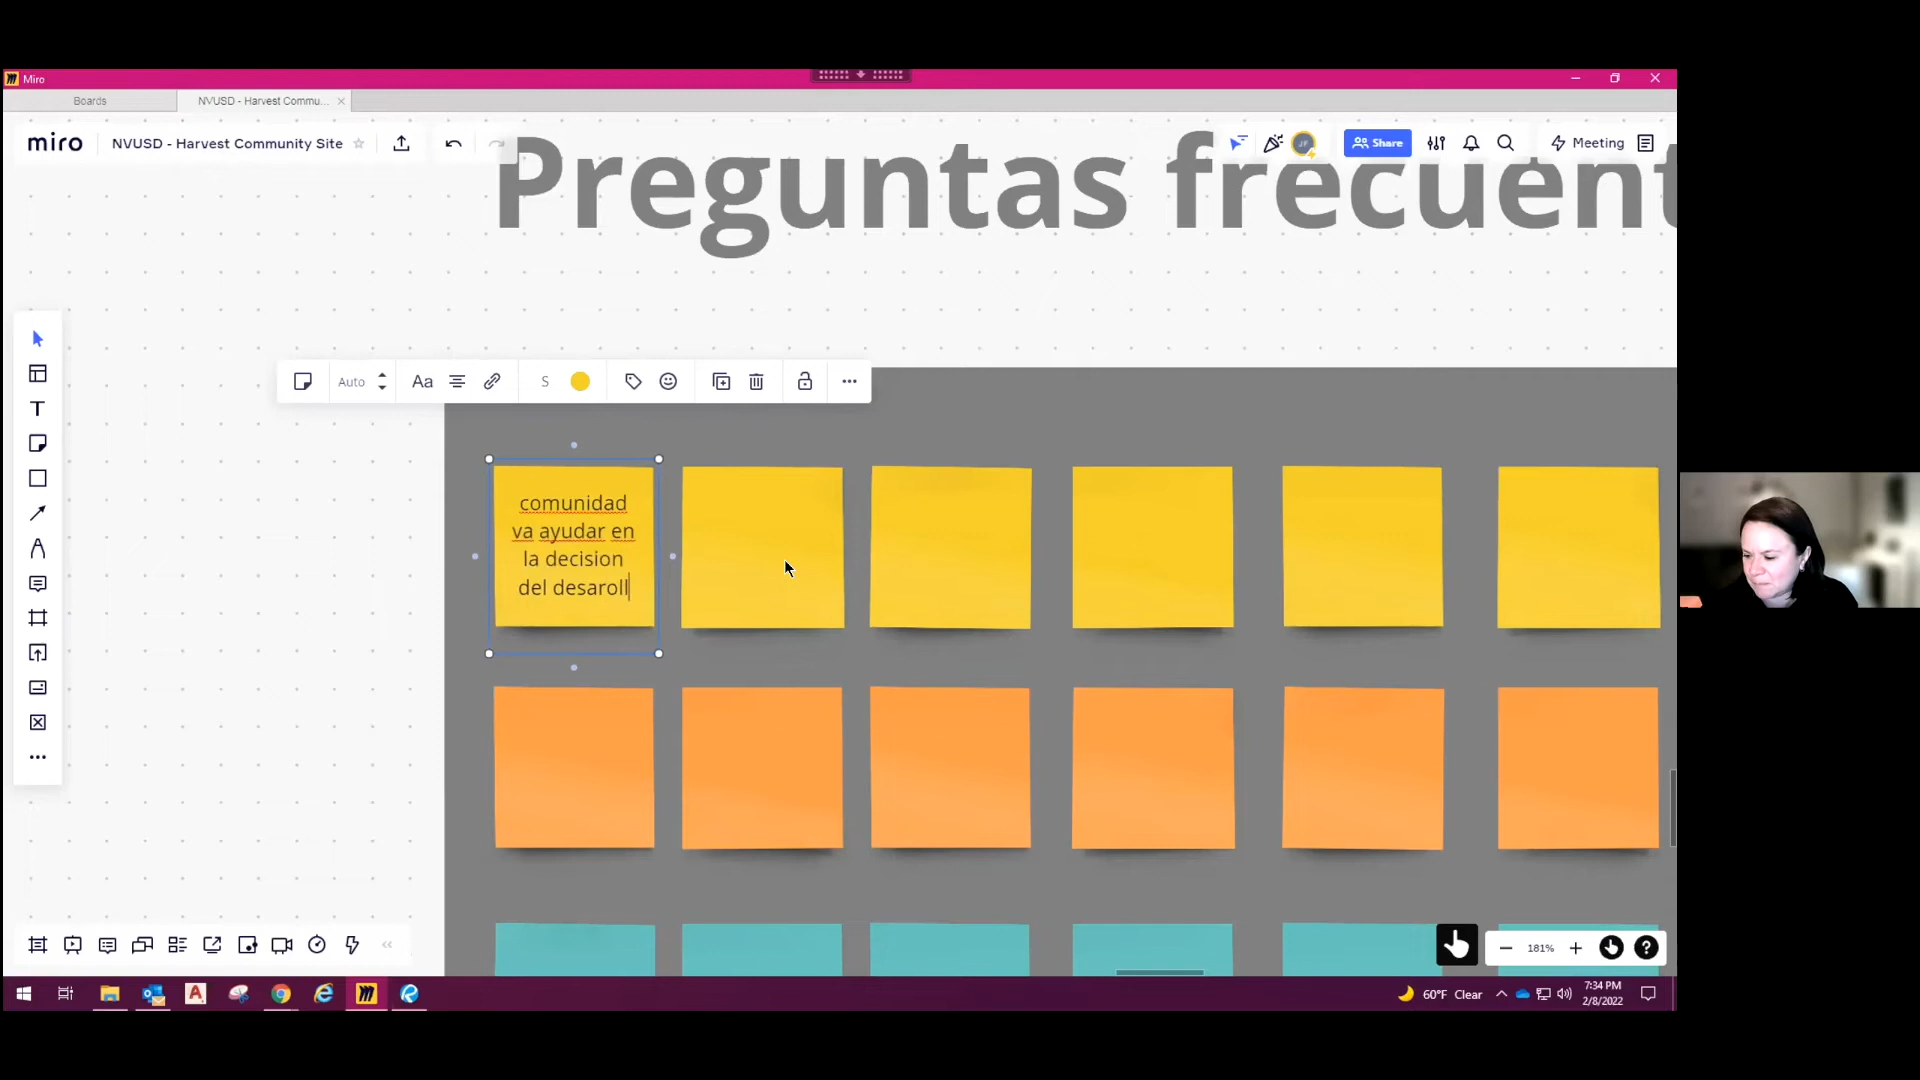 Miro
Boards
NVUSD - Harvest Commu...
miro
NVUSD - Harvest Community Site
JF
Share
Meeting
Preguntas frecuent
Auto
Aa
S
comunidad
va ayudar en
la decision
del desaroll
181%
60°F Clear
7:34 PM
2/8/2022